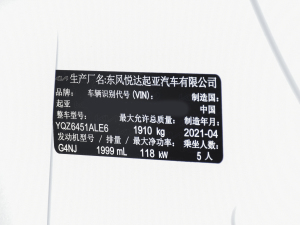 KIA 生产厂名:东风悦达起亚汽车有限公司
品牌: 车辆识别代号(VIN): 制造国:
起亚 中国
整车型号: 最大允许总质量: 制造年月:
YQZ6451ALE6 1910 kg 2021-04
发动机型号 / 排量 / 最大净功率: 乘坐人数:
G4NJ 1999 mL 118 kW 5 人